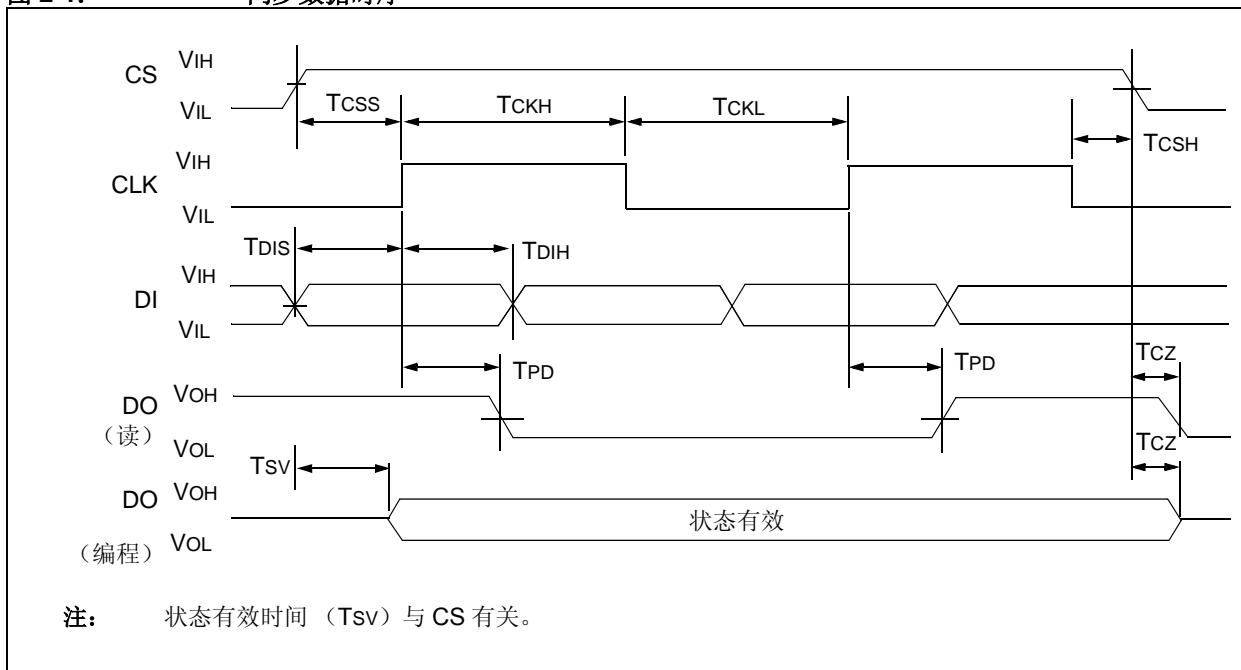 CS
VIH
VIL
TCSS
TCKH
TCKL
TCSH
CLK
VIH
VIL
TDIS
TDIH
DI
VIH
VIL
TPD
TPD
TCZ
DO
（读）
VOH
VOL
TSV
TCZ
DO
（编程）
VOH
VOL
状态有效
注： 状态有效时间 （TSV）与 CS 有关。